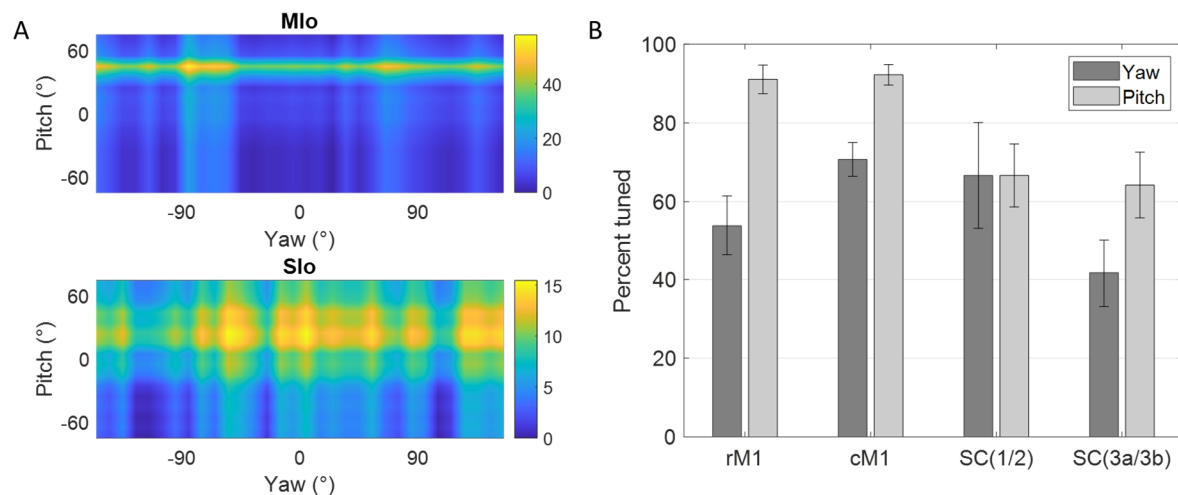 A
MIo
Pitch (°)
60
0
-60
-90
0
90
Yaw (°)
40
20
0
SIo
Pitch (°)
60
0
-60
-90
0
90
Yaw (°)
15
10
5
0
B
Percent tuned
100
80
60
40
20
0
Yaw
Pitch
rM1
cM1
SC(1/2)
SC(3a/3b)